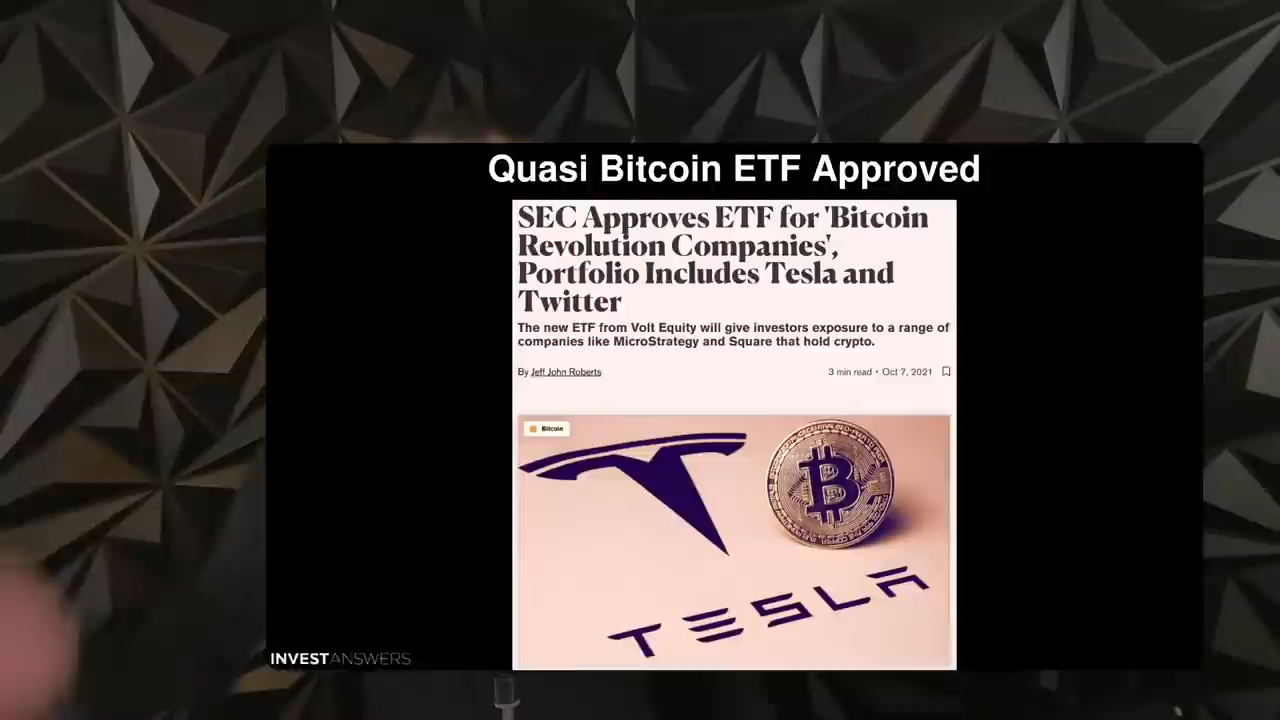 Quasi Bitcoin ETF Approved
SEC Approves ETF for 'Bitcoin
Revolution Companies',
Portfolio Includes Tesla and
Twitter
The new ETF from Volt Equity will give investors exposure to a range of
companies like MicroStrategy and Square that hold crypto.
By Jeff John Roberts
3 min read • Oct 7, 2021
Bitcoin
TESLA
INVESTANSWERS